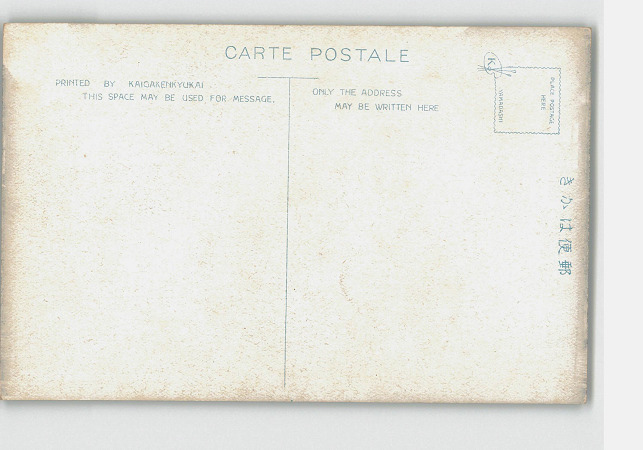 CARTE POSTALE
PRINTED BY KAIGAKENKYUKAI
THIS SPACE MAY BE USED FOR MESSAGE.
ONLY THE ADDRESS
MAY BE WRITTEN HERE
K
PLACE POSTAGE
HERE
きかは便郵